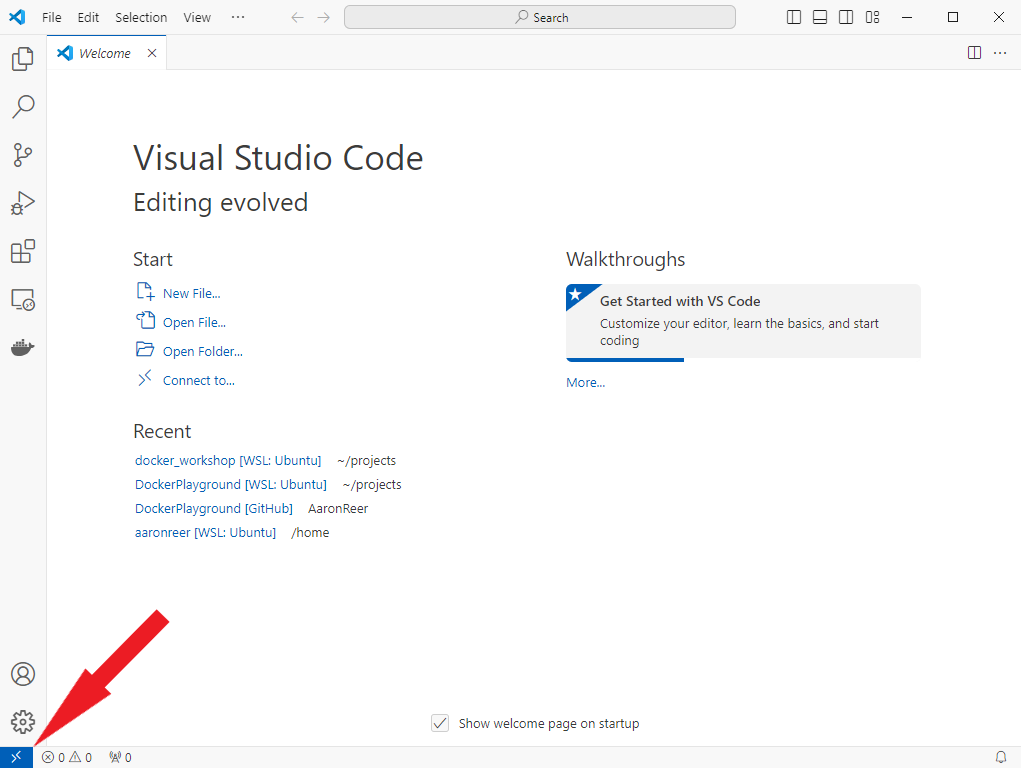 File Edit Selection View ··· Search
Welcome
Visual Studio Code
Editing evolved
Start
New File...
Open File...
Open Folder...
Connect to...
Recent
docker_workshop [WSL: Ubuntu] ~/projects
DockerPlayground [WSL: Ubuntu] ~/projects
DockerPlayground [GitHub] AaronReer
aaronreer [WSL: Ubuntu] /home
Walkthroughs
Get Started with VS Code
Customize your editor, learn the basics, and start
coding
More...
Show welcome page on startup
0 0 0